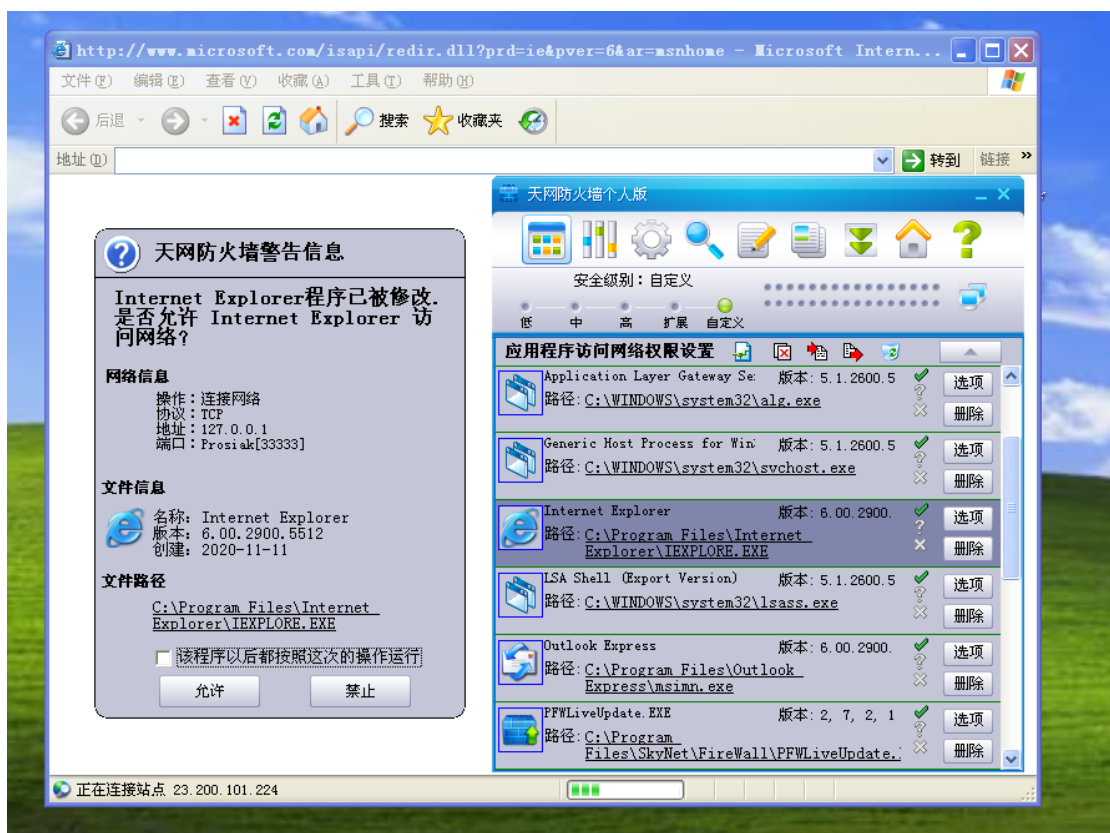 http://www.microsoft.com/isapi/redir.dll?prd=ie&pver=6&ar=msnhome - Microsoft Intern...
文件(F) 编辑(E) 查看(V) 收藏(A) 工具(T) 帮助(H)
后退 搜索 收藏夹
地址(D) 转到 链接 »
天网防火墙警告信息
Internet Explorer程序已被修改.
是否允许 Internet Explorer 访
问网络?
网络信息
操作：连接网络
协议：TCP
地址：127.0.0.1
端口：Prosiak[33333]
文件信息
名称: Internet Explorer
版本: 6.00.2900.5512
创建: 2020-11-11
文件路径
C:\Program Files\Internet
Explorer\IEXPLORE.EXE
该程序以后都按照这次的操作运行
允许 禁止
天网防火墙个人版
安全级别：自定义
低 中 高 扩展 自定义
应用程序访问网络权限设置
Application Layer Gateway Se: 版本: 5.1.2600.5 选项
路径: C:\WINDOWS\system32\alg.exe 删除
Generic Host Process for Win 版本: 5.1.2600.5 选项
路径: C:\WINDOWS\system32\svchost.exe 删除
Internet Explorer 版本: 6.00.2900. 选项
路径: C:\Program Files\Internet
Explorer\IEXPLORE.EXE 删除
LSA Shell (Export Version) 版本: 5.1.2600.5 选项
路径: C:\WINDOWS\system32\lsass.exe 删除
Outlook Express 版本: 6.00.2900. 选项
路径: C:\Program Files\Outlook
Express\msimn.exe 删除
PFWLiveUpdate.EXE 版本: 2, 7, 2, 1 选项
路径: C:\Program
Files\SkyNet\FireWall\PFWLiveUpdate. 删除
正在连接站点 23.200.101.224